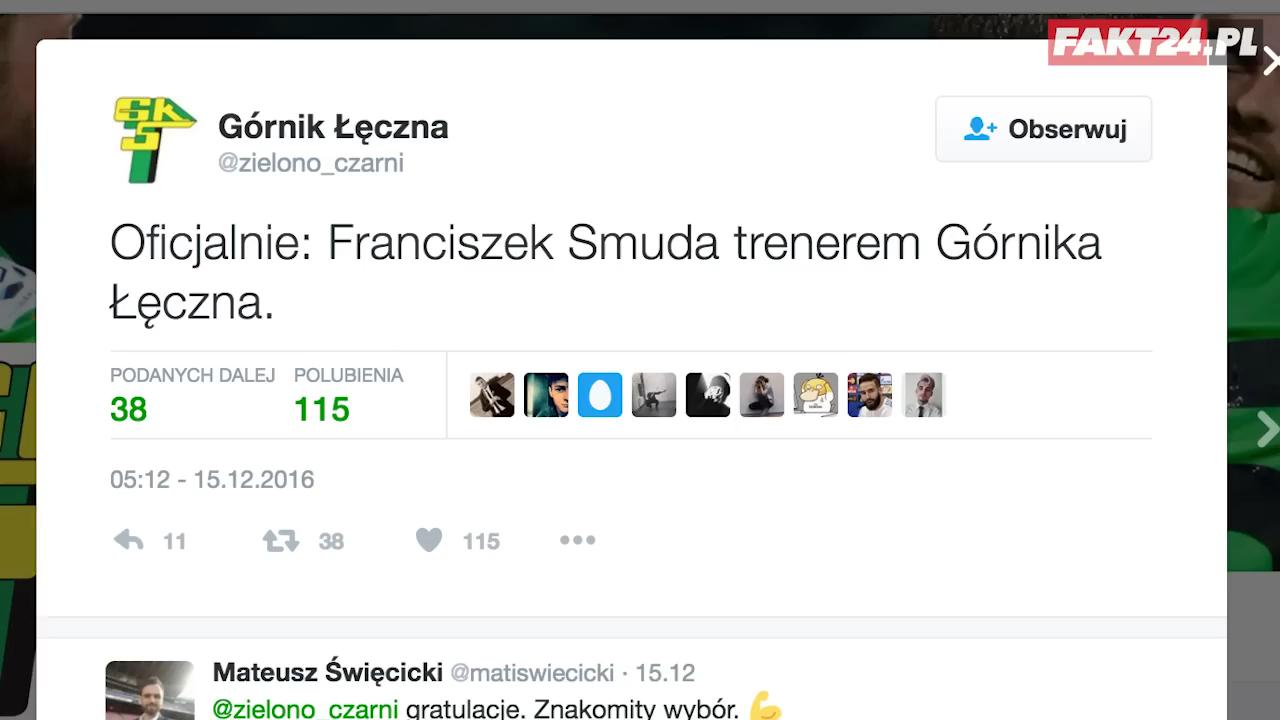 FAKT24.PL
GKS
Górnik Łęczna
@zielono_czarni
Obserwuj
Oficjalnie: Franciszek Smuda trenerem Górnika
Łęczna.
PODANYCH DALEJ POLUBIENIA
38 115
05:12 - 15.12.2016
11 38 115
Mateusz Święcicki @matiswiecicki · 15.12
@zielono_czarni gratulacje. Znakomity wybór. 💪